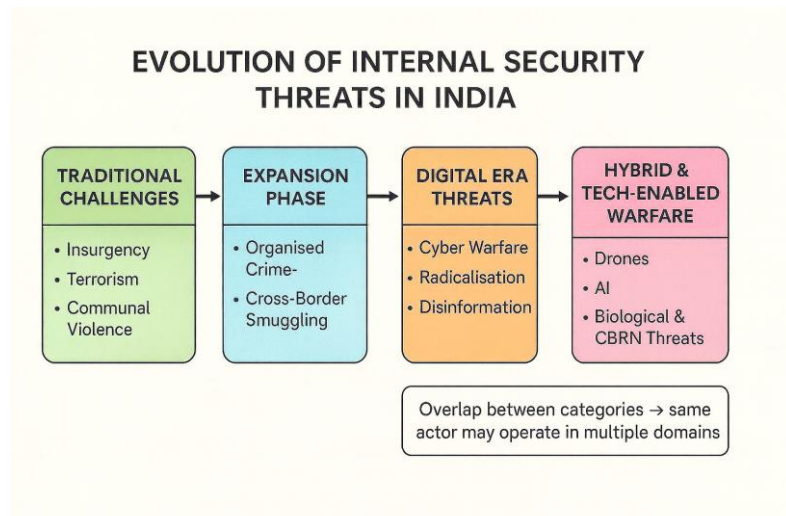 EVOLUTION OF INTERNAL SECURITY
THREATS IN INDIA
TRADITIONAL
CHALLENGES
• Insurgency
• Terrorism
• Communal
Violence
EXPANSION
PHASE
• Organised
Crime-
• Cross-Border
Smuggling
DIGITAL ERA
THREATS
• Cyber Warfare
• Radicalisation
• Disinformation
HYBRID &
TECH-ENABLED
WARFARE
• Drones
• AI
• Biological &
CBRN Threats
Overlap between categories → same
actor may operate in multiple domains